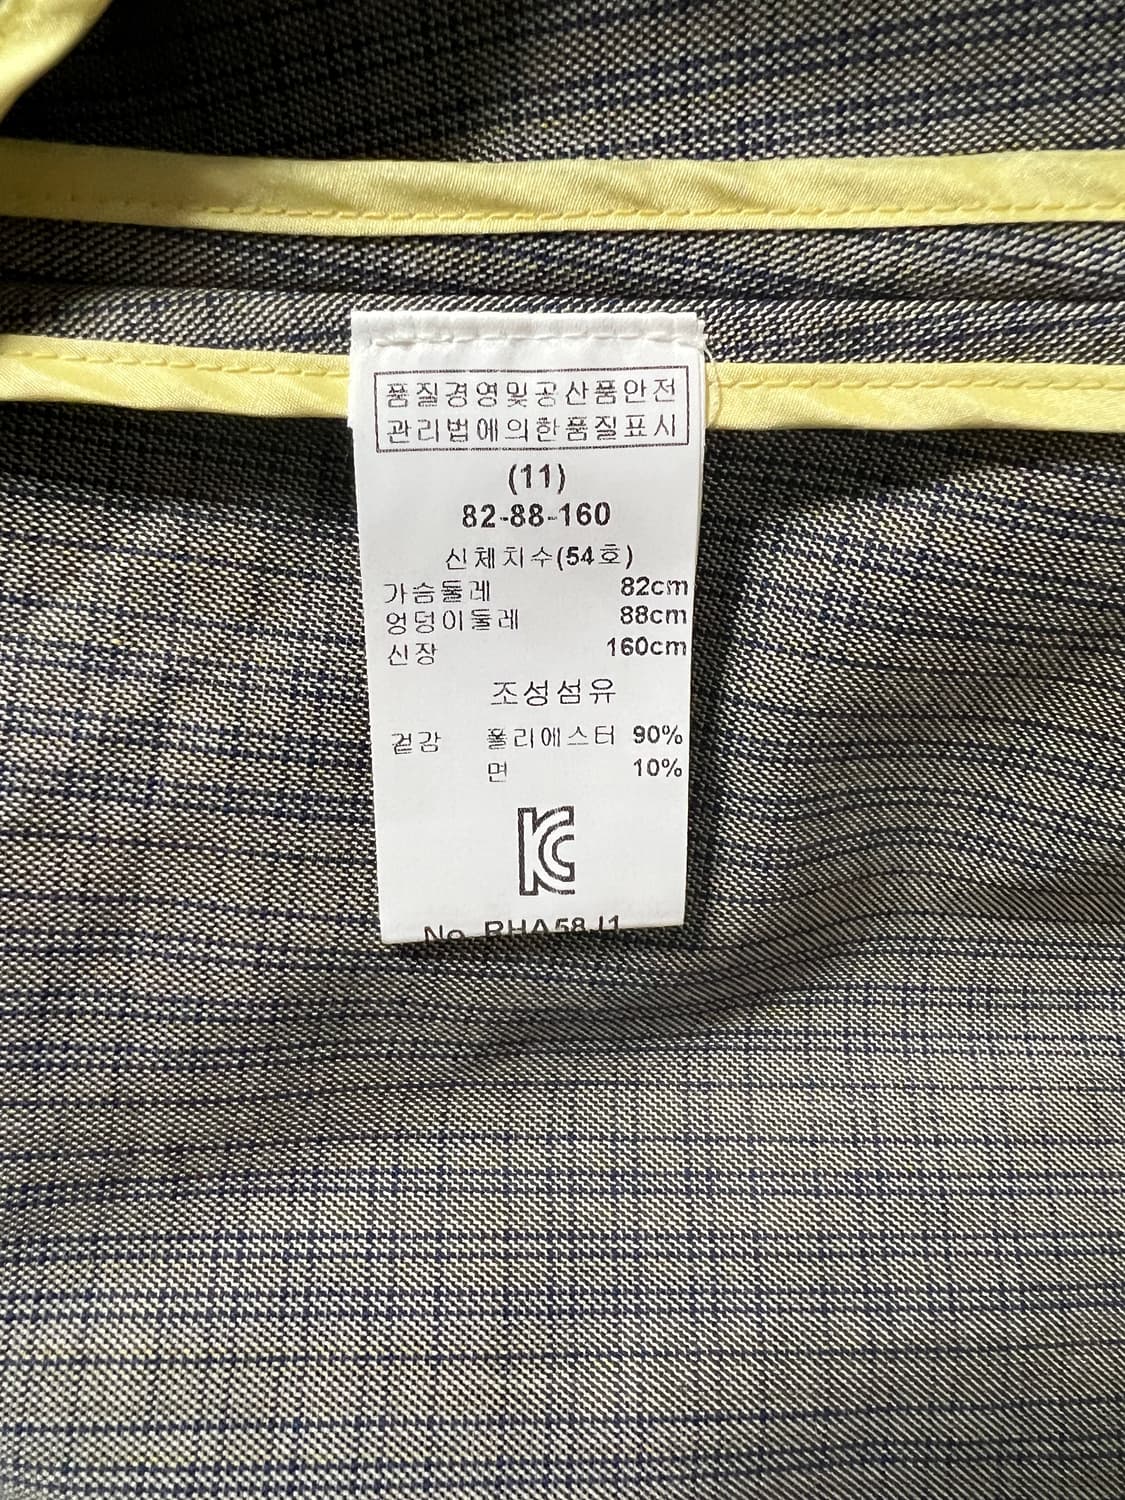 품질경영및공산품안전
관리법에의한품질표시
(11)
82-88-160
신체치수(54호)
가슴둘레 82cm
엉덩이둘레 88cm
신장 160cm
조성섬유
겉감 폴리에스터 90%
면 10%
KC
No. RHA58J1